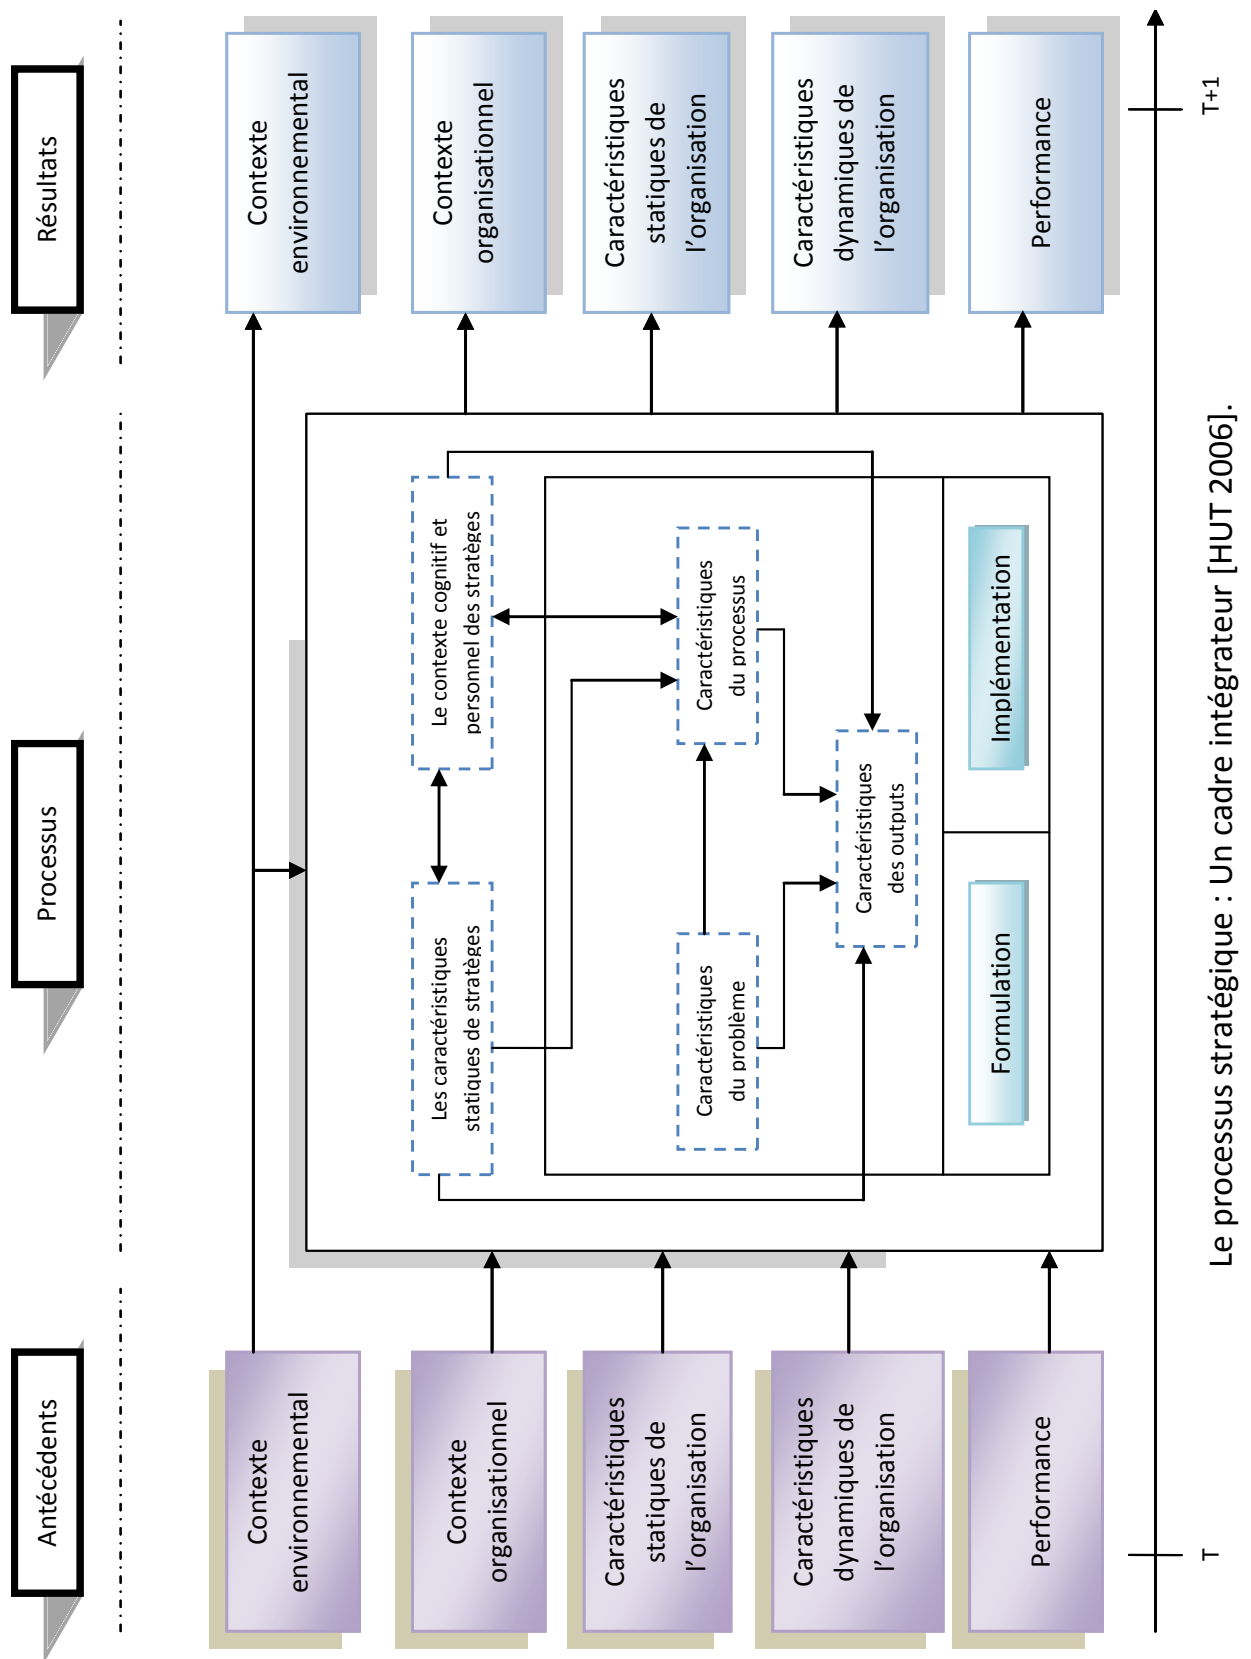 Antécédents
Processus
Résultats
Contexte
environnemental
Contexte
organisationnel
Caractéristiques
statiques de
l'organisation
Caractéristiques
dynamiques de
l'organisation
Performance
Les caractéristiques
statiques de stratèges
Le contexte cognitif et
personnel des stratèges
Caractéristiques
du problème
Caractéristiques
du processus
Caractéristiques
des outputs
Formulation
Implémentation
Contexte
environnemental
Contexte
organisationnel
Caractéristiques
statiques de
l'organisation
Caractéristiques
dynamiques de
l'organisation
Performance
T
T+1
Le processus stratégique : Un cadre intégrateur [HUT 2006].